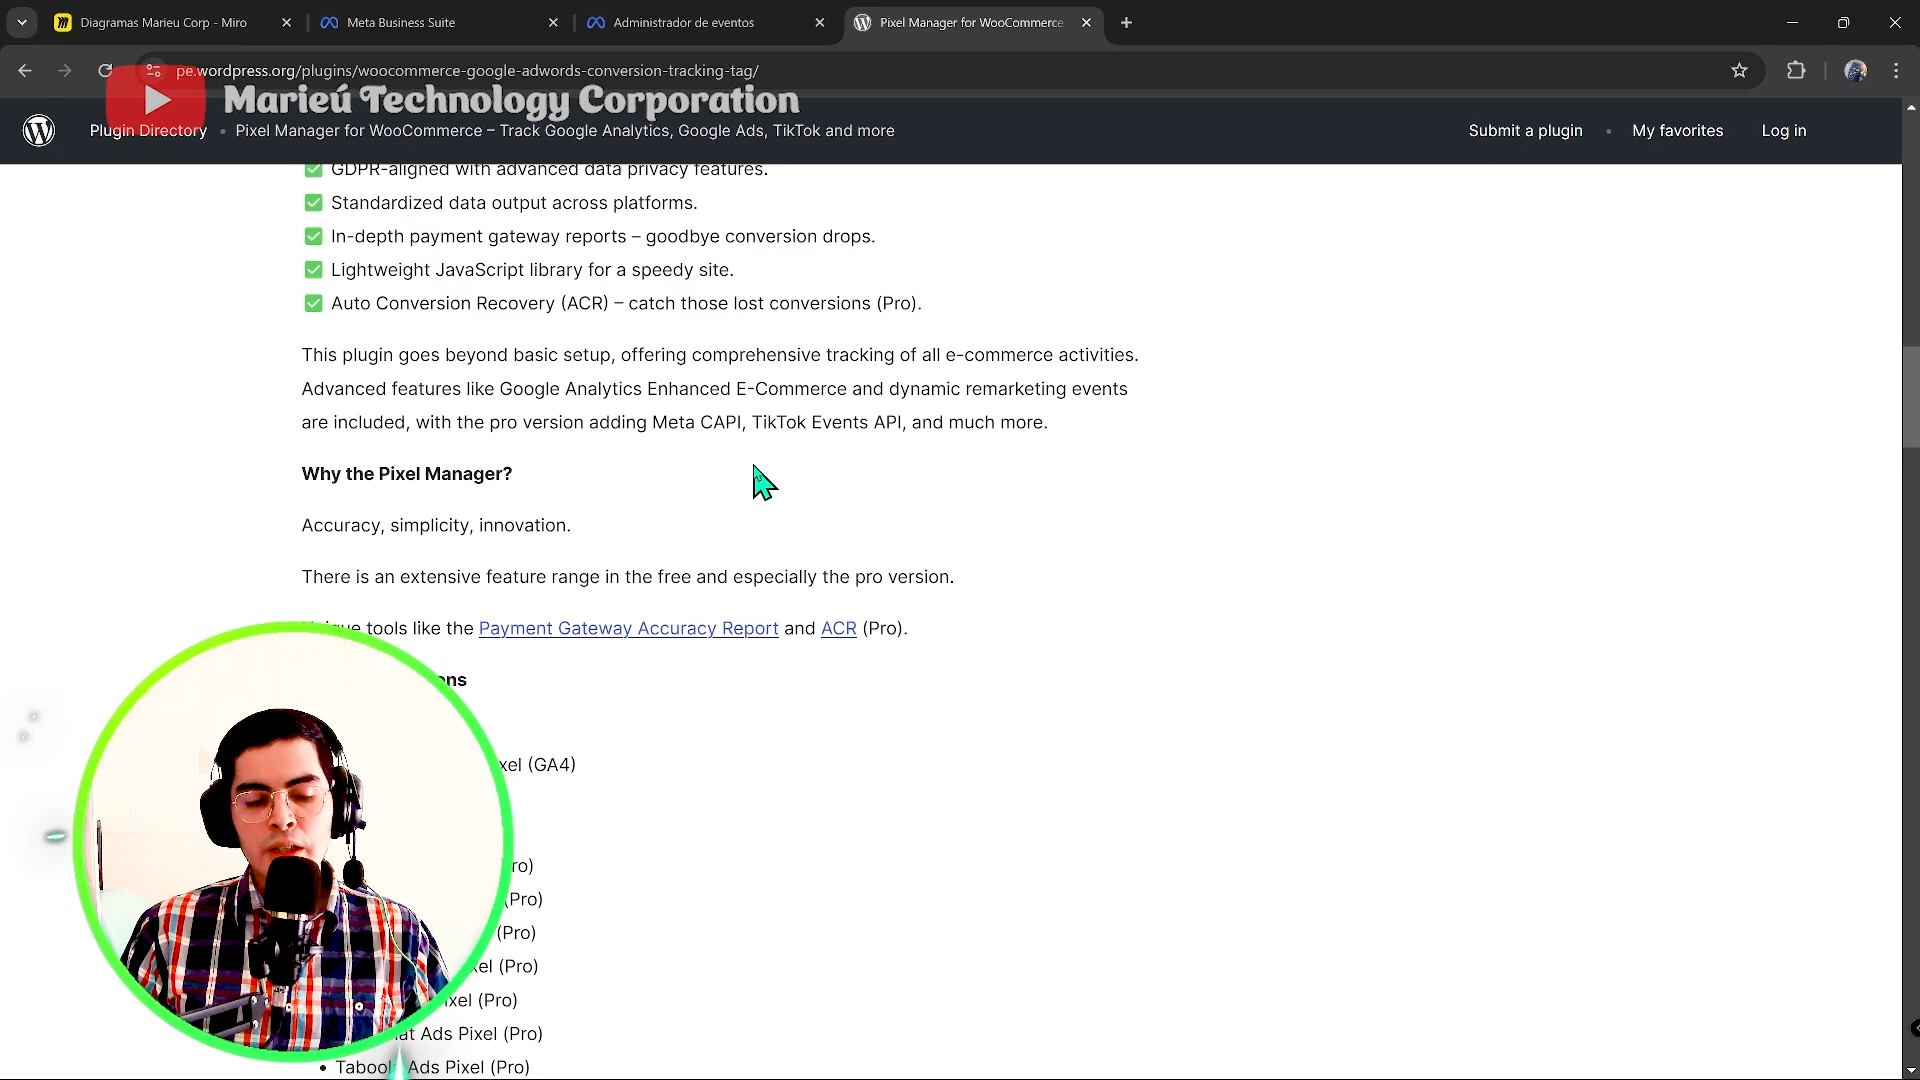 Diagramas Marieu Corp - Miro
Meta Business Suite
Administrador de eventos
Pixel Manager for WooCommerce
pe.wordpress.org/plugins/woocommerce-google-adwords-conversion-tracking-tag/
Marieú Technology Corporation
Plugin Directory • Pixel Manager for WooCommerce – Track Google Analytics, Google Ads, TikTok and more
Submit a plugin • My favorites Log in
GDPR-aligned with advanced data privacy features.
Standardized data output across platforms.
In-depth payment gateway reports – goodbye conversion drops.
Lightweight JavaScript library for a speedy site.
Auto Conversion Recovery (ACR) – catch those lost conversions (Pro).
This plugin goes beyond basic setup, offering comprehensive tracking of all e-commerce activities.
Advanced features like Google Analytics Enhanced E-Commerce and dynamic remarketing events
are included, with the pro version adding Meta CAPI, TikTok Events API, and much more.
Why the Pixel Manager?
Accuracy, simplicity, innovation.
There is an extensive feature range in the free and especially the pro version.
tools like the Payment Gateway Accuracy Report and ACR (Pro).
(GA4)
(Pro)
(Pro)
(Pro)
(Pro)
Ads Pixel (Pro)
Ads Pixel (Pro)